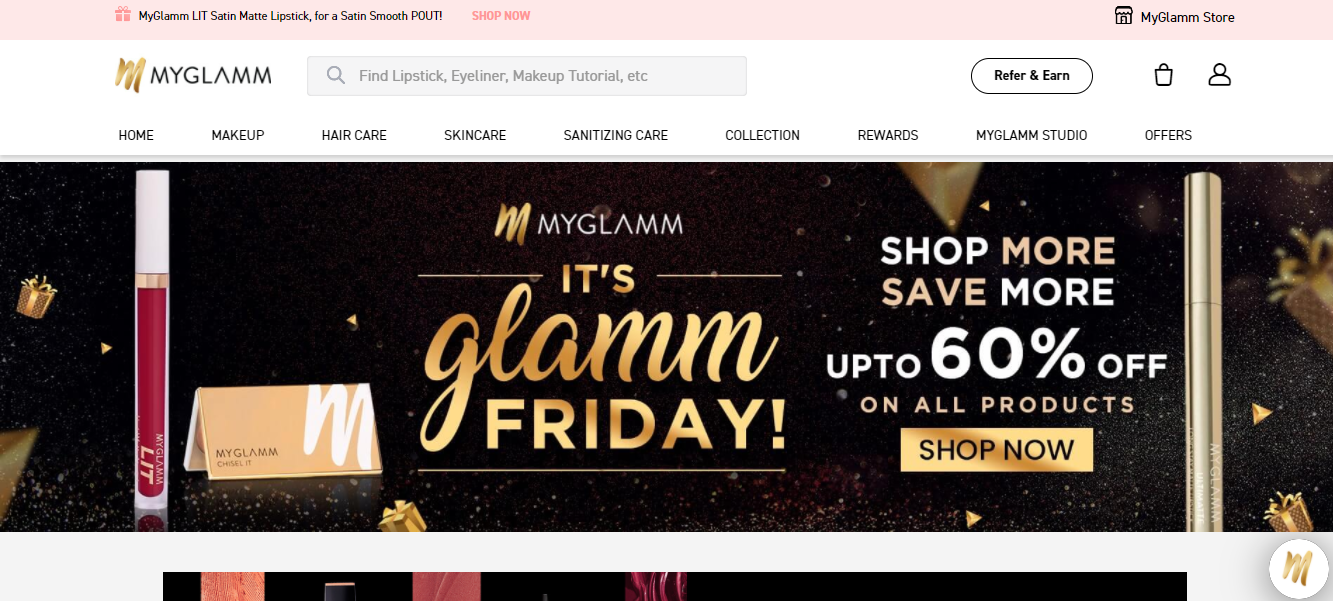 MyGlamm LIT Satin Matte Lipstick, for a Satin Smooth POUT! SHOP NOW
MyGlamm Store
MYGLAMM
Find Lipstick, Eyeliner, Makeup Tutorial, etc
Refer & Earn
HOME MAKEUP HAIR CARE SKINCARE SANITIZING CARE COLLECTION REWARDS MYGLAMM STUDIO OFFERS
MYGLAMM
IT'S
glamm
FRIDAY!
SHOP MORE
SAVE MORE
UPTO 60% OFF
ON ALL PRODUCTS
SHOP NOW
MYGLAMM
LIT
MYGLAMM
CHISEL IT
MYGLAMM